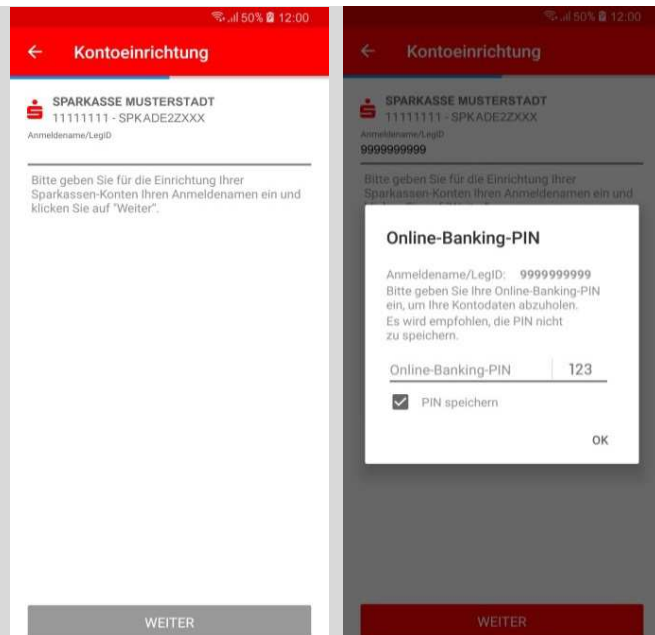 50% 12:00
Kontoeinrichtung
SPARKASSE MUSTERSTADT
11111111 - SPKADE2ZXXX
Anmeldename/LegID
Bitte geben Sie für die Einrichtung Ihrer
Sparkassen-Konten Ihren Anmeldenamen ein und
klicken Sie auf "Weiter".
WEITER
50% 12:00
Kontoeinrichtung
SPARKASSE MUSTERSTADT
11111111 - SPKADE2ZXXX
Anmeldename/LegID
9999999999
Bitte geben Sie für die Einrichtung Ihrer
Sparkassen-Konten Ihren Anmeldenamen ein und
Online-Banking-PIN
Anmeldename/LegID: 9999999999
Bitte geben Sie Ihre Online-Banking-PIN
ein, um Ihre Kontodaten abzuholen.
Es wird empfohlen, die PIN nicht
zu speichern.
Online-Banking-PIN 123
PIN speichern
OK
WEITER